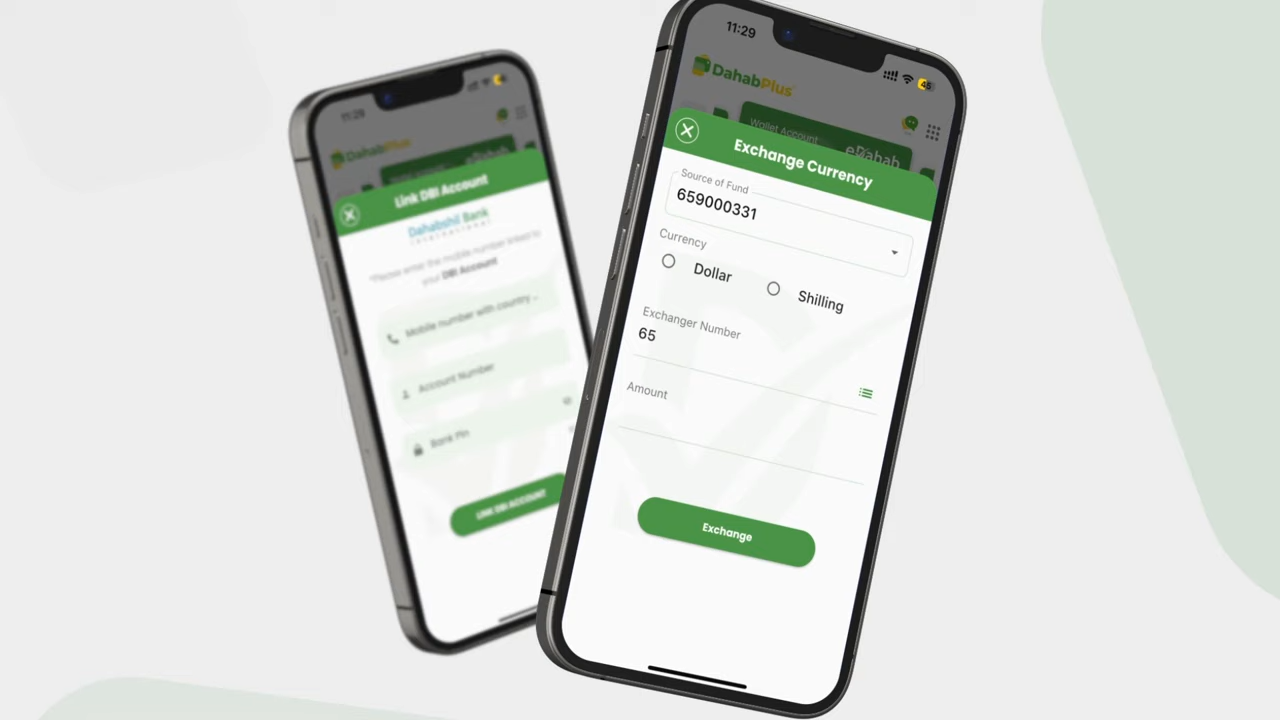 11:29
DahabPlus
Link DBI Account
Dahabshil Bank
International
*Please enter the mobile number linked to
your DBI Account
Mobile number with country ...
Account Number
Bank Pin
LINK DBI ACCOUNT
11:29
45
DahabPlus
Wallet Account
eDahab
Exchange Currency
Source of Fund
659000331
Currency
Dollar
Shilling
Exchanger Number
65
Amount
Exchange